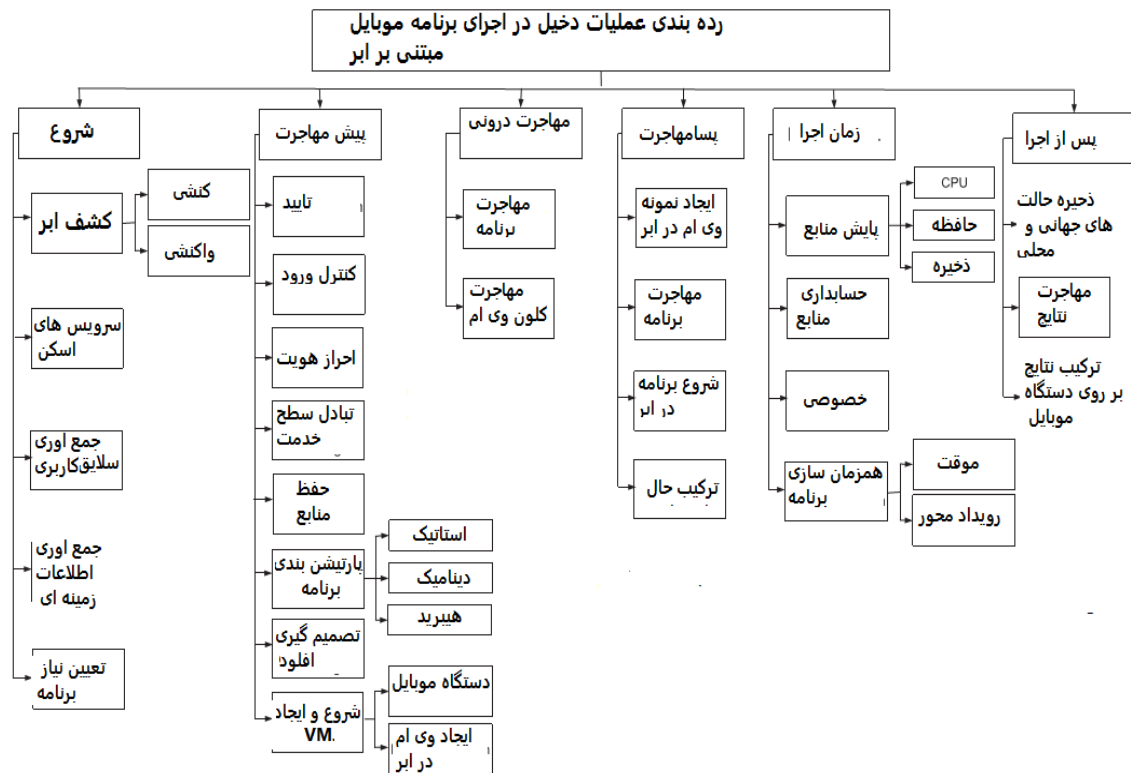 رده بندی عملیات دخیل در اجرای برنامه موبایل
مبتنی بر ابر
شروع
کشف ابر
کنشی
واکنشی
سرویس های
اسکن
جمع اوری
سلایق کاربری
جمع اوری
اطلاعات
زمینه ای
تعیین نیاز
برنامه
پیش مهاجرت
تایید
کنترل ورود
احراز هویت
تبادل سطح
خدمت
حفظ
منابع
پارتیشن بندی
برنامه
استاتیک
دینامیک
هیبرید
تصمیم گیری
افلود
شروع و ایجاد
VM.
دستگاه موبایل
ایجاد وی ام
در ابر
مهاجرت درونی
مهاجرت
برنامه
مهاجرت
کلون وی ام
پسامهاجرت
ایجاد نمونه
وی ام در ابر
مهاجرت
برنامه
شروع برنامه
در ابر
ترکیب حال
زمان اجرا
پایش منابع
CPU
حافظه
ذخیره
حسابداری
منابع
خصوصی
همزمان سازی
برنامه
موقت
رویداد محور
پس از اجرا
ذخیره حالت
های جهانی و
محلی
مهاجرت
نتایج
ترکیب نتایج
بر روی دستگاه
موبایل